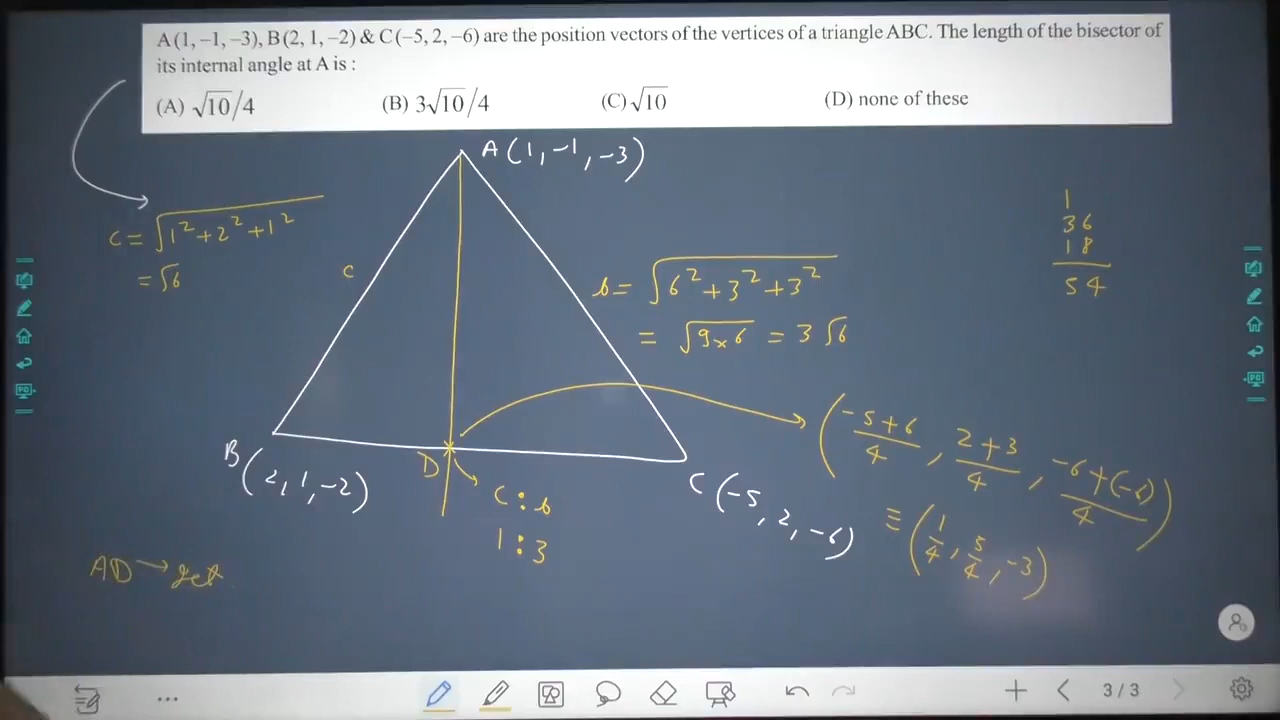 A(1, –1, –3), B(2, 1, –2) & C(–5, 2, –6) are the position vectors of the vertices of a triangle ABC. The length of the bisector of
its internal angle at A is :
(A) √10/4 (B) 3√10/4 (C) √10 (D) none of these
A(1, -1, -3)
c = √(1² + 2² + 1²)
= √6
c
b = √(6² + 3² + 3²)
= √(9×6) = 3√6
1
36
18
54
B(2, 1, -2)
D
c : b
1 : 3
C(-5, 2, -6)
((-5+6)/4, (2+3)/4, (-6+(-6))/4)
≡ (1/4, 5/4, -3)
AD → get
PC
PC
3 / 3